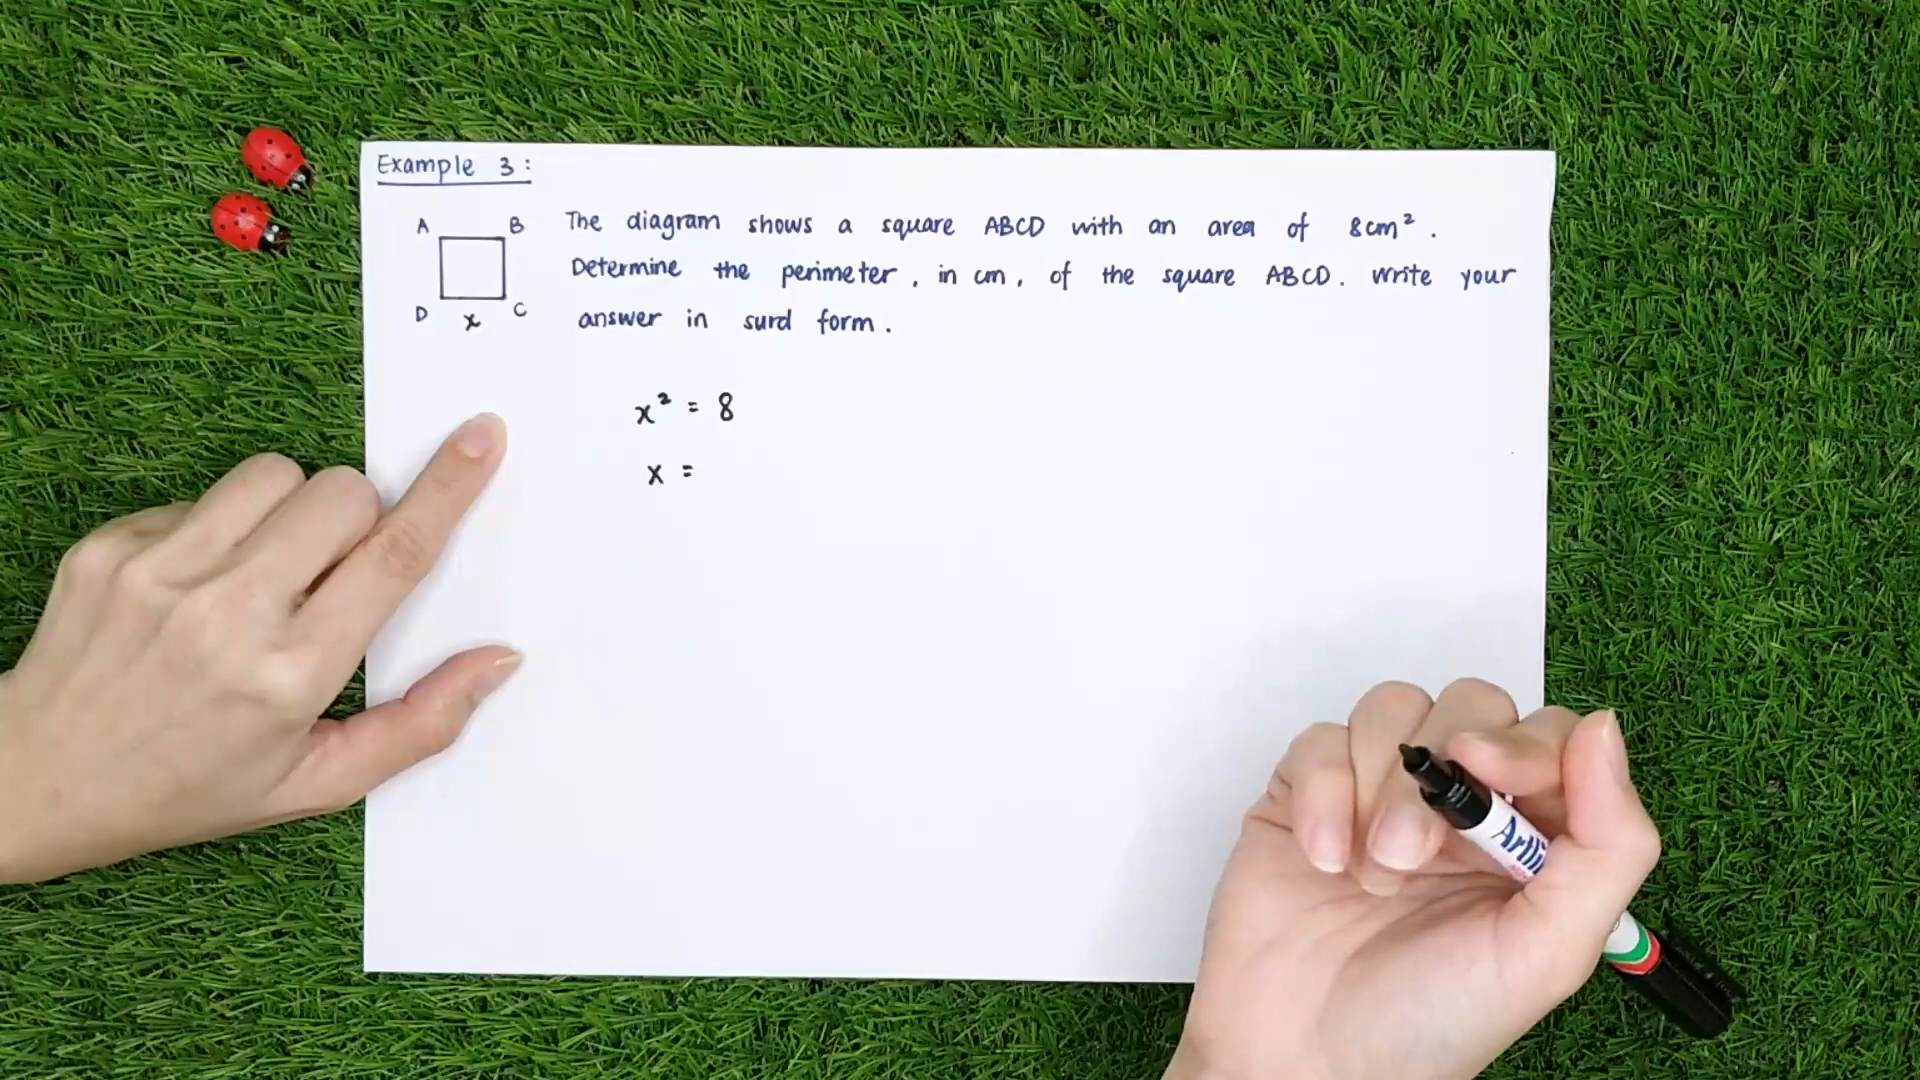 Example 3:
A
B
D
x
C
The diagram shows a square ABCD with an area of 8cm².
Determine the perimeter, in cm, of the square ABCD. Write your
answer in surd form.
x² = 8
x =